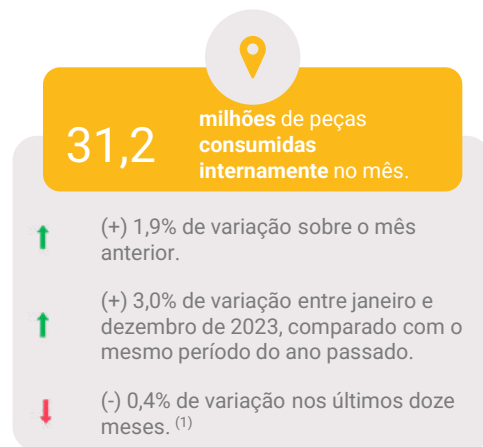 31,2
milhões de peças
consumidas
internamente no mês.
(+) 1,9% de variação sobre o mês
anterior.
(+) 3,0% de variação entre janeiro e
dezembro de 2023, comparado com o
mesmo período do ano passado.
(-) 0,4% de variação nos últimos doze
meses. (1)